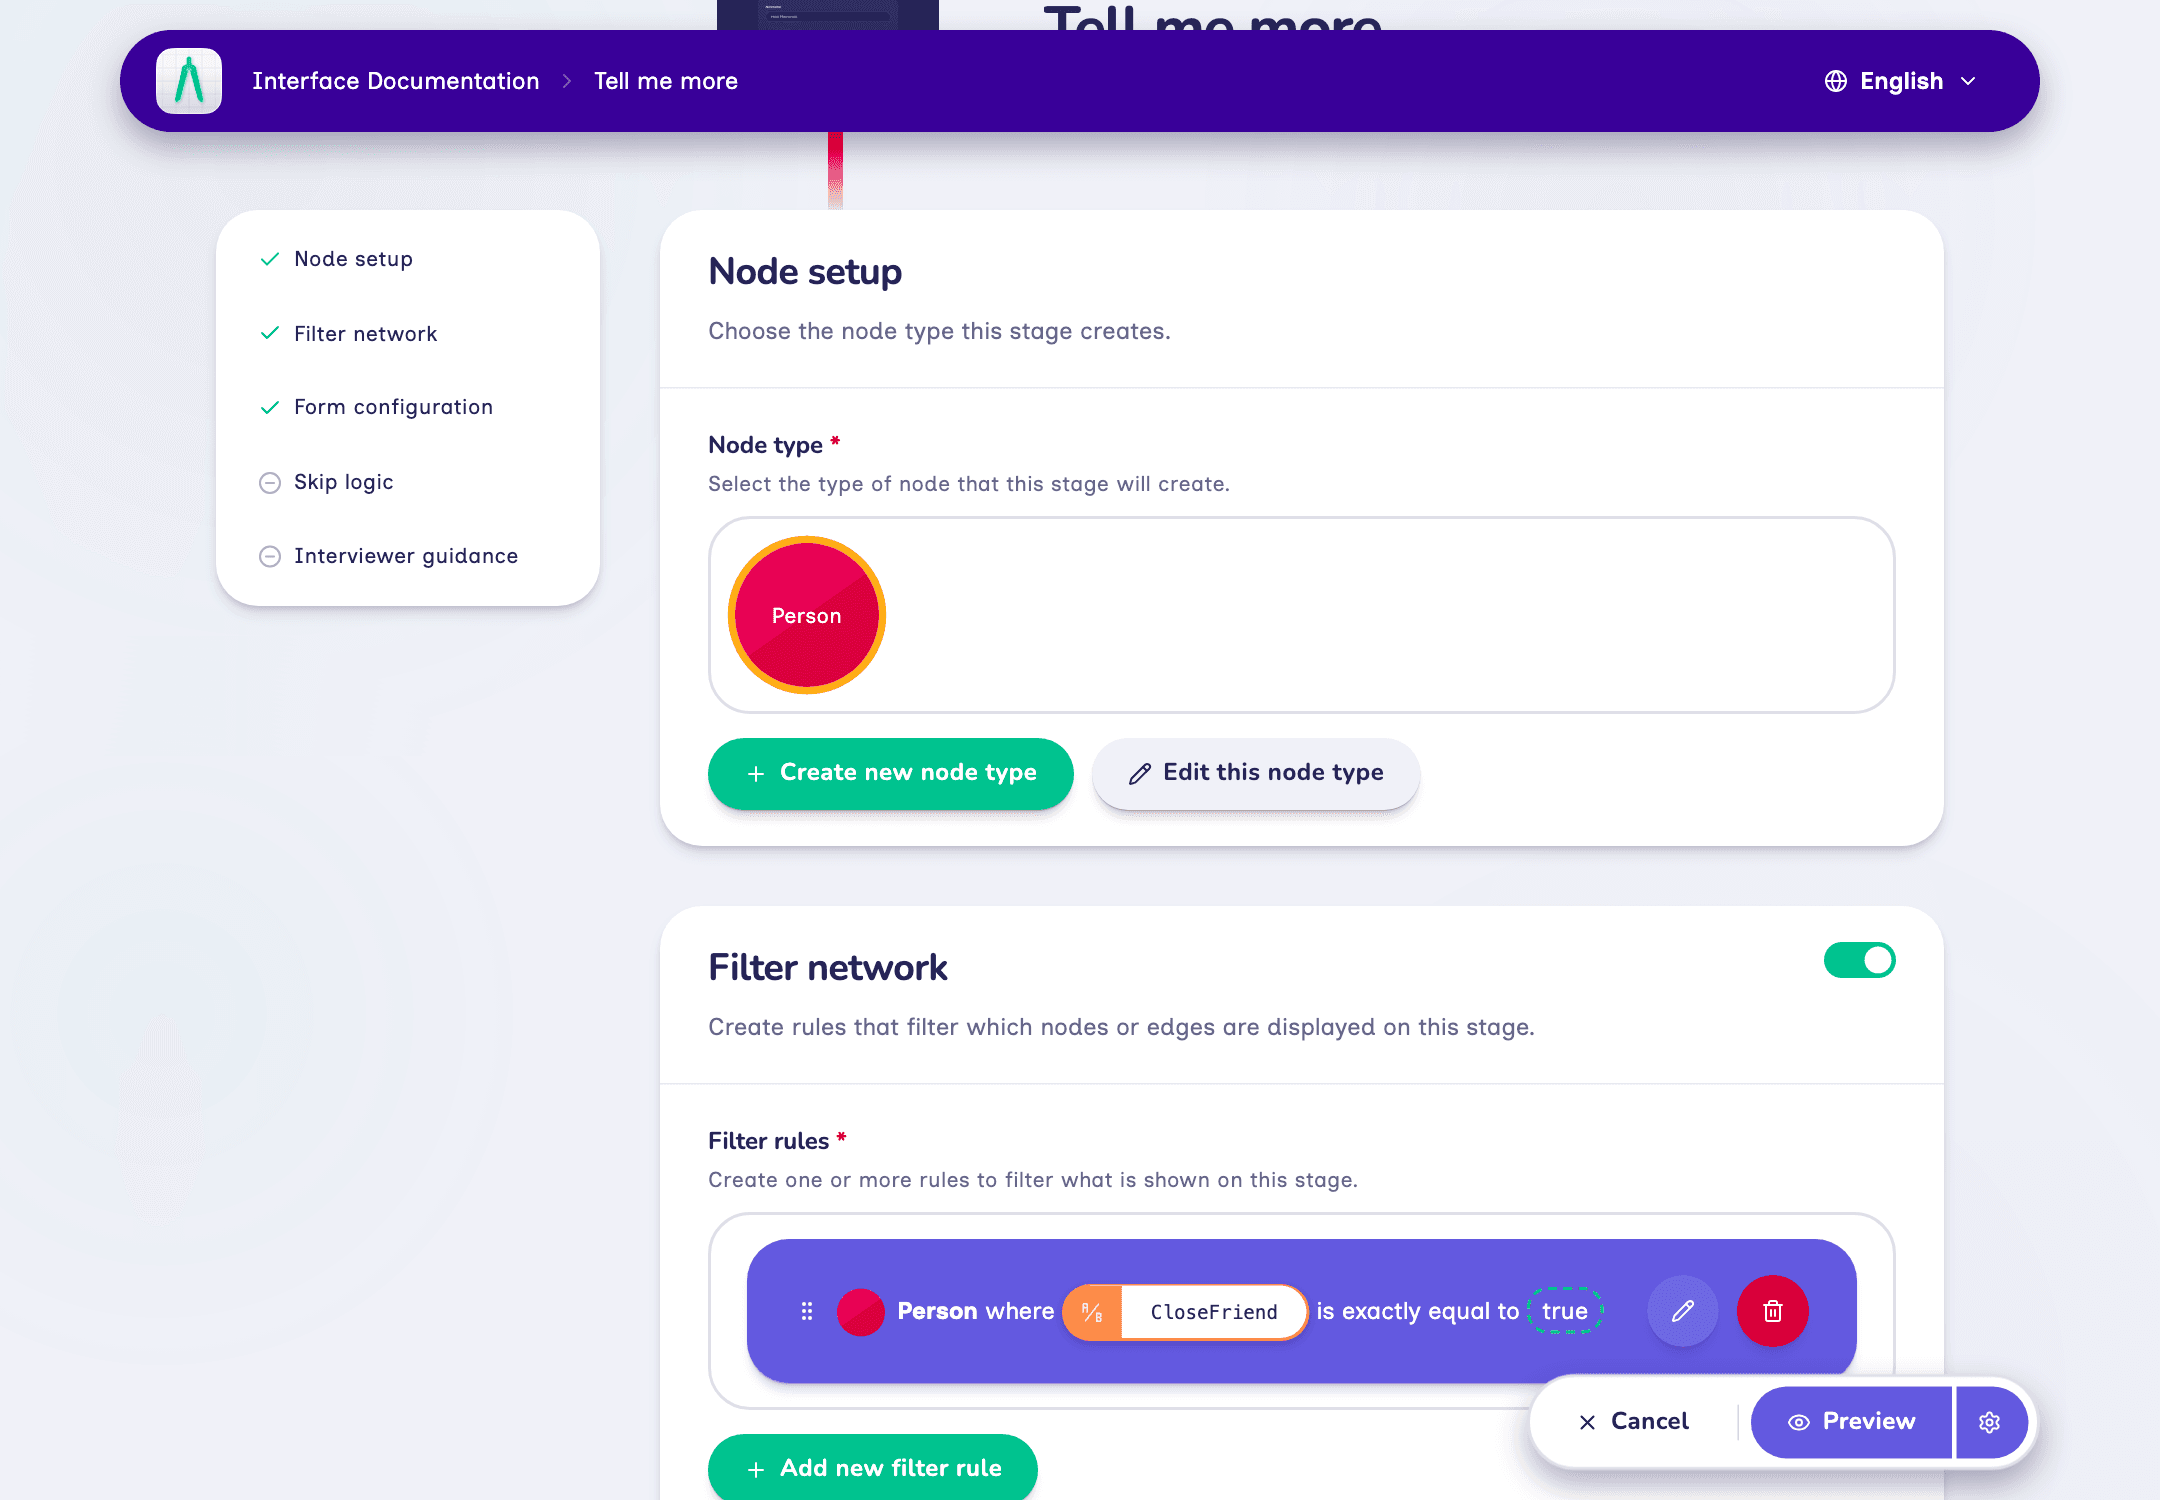 Tell me more
Interface Documentation
Tell me more
English
Node setup
Filter network
Form configuration
Skip logic
Interviewer guidance
Node setup
Choose the node type this stage creates.
Node type *
Select the type of node that this stage will create.
Person
Create new node type
Edit this node type
Filter network
Create rules that filter which nodes or edges are displayed on this stage.
Filter rules *
Create one or more rules to filter what is shown on this stage.
Person where A/B CloseFriend is exactly equal to true
Cancel
Preview
Add new filter rule